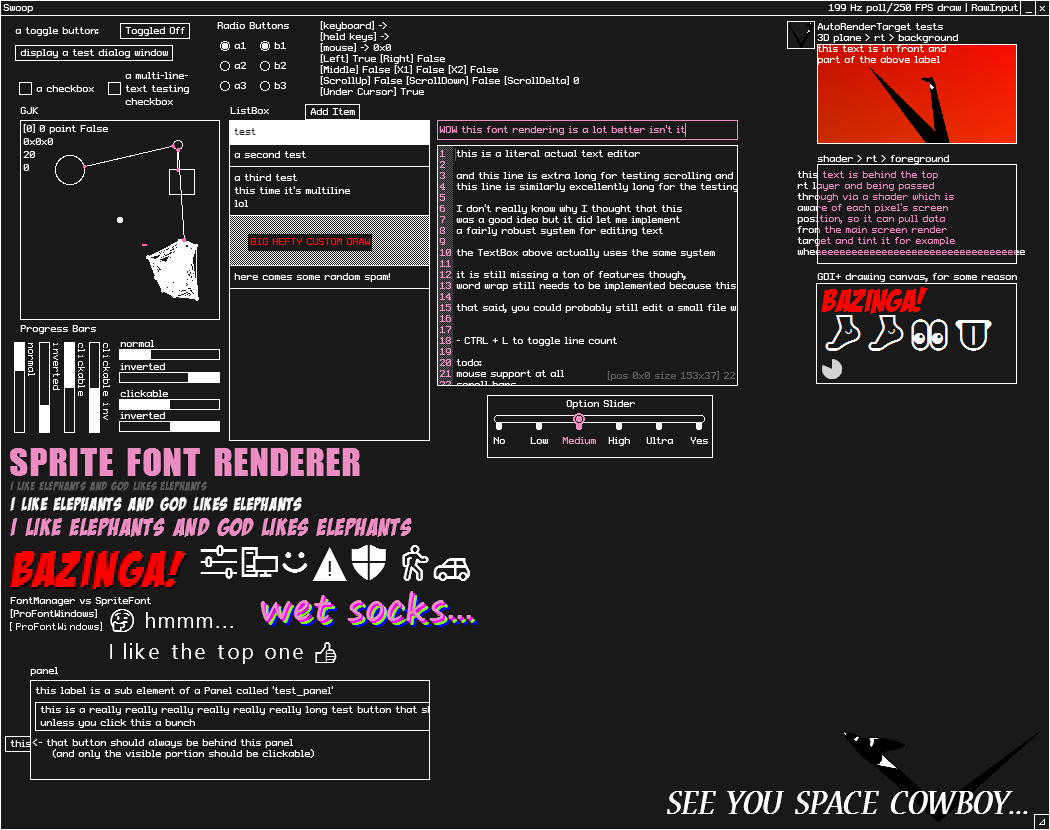 Swoop
199 Hz poll/250 FPS draw | RawInput
a toggle button:
Toggled Off
display a test dialog window
a checkbox
a multi-line-
text testing
checkbox
Radio Buttons
a1
b1
a2
b2
a3
b3
[keyboard] ->
[held keys] ->
[mouse] -> 0x0
[Left] True [Right] False
[Middle] False [X1] False [X2] False
[ScrollUp] False [ScrollDown] False [ScrollDelta] 0
[Under Cursor] True
GJK
[0] 0 point False
0x0x0
20
0
ListBox
Add Item
test
a second test
a third test
this time it's multiline
lol
BIG HEFTY CUSTOM DRAW
here comes some random spam!
WOW this font rendering is a lot better isn't it
1 this is a literal actual text editor
2
3 and this line is extra long for testing scrolling and
4 this line is similarly excellently long for the testing
5
6 I don't really know why I thought that this
7 was a good idea but it did let me implement
8 a fairly robust system for editing text
9
10 the TextBox above actually uses the same system
11
12 it is still missing a ton of features though,
13 word wrap still needs to be implemented because this
14
15 that said, you could probably still edit a small file w
16
17
18 - CTRL + L to toggle line count
19
20 todo:
21 mouse support at all
22 scroll bars
[pos 0x0 size 153x37] 22
Option Slider
No
Low
Medium
High
Ultra
Yes
AutoRenderTarget tests
3D plane > rt > background
this text is in front and
part of the above label
shader > rt > foreground
this text is behind the top
rt layer and being passed
through via a shader which is
aware of each pixel's screen
position, so it can pull data
from the main screen render
target and tint it for example
wheeeeeeeeeeeeeeeeeeeeeeeeeeeeeeeeee
GDI+ drawing canvas, for some reason
BAZINGA!
Progress Bars
normal
inverted
clickable
clickable inv
normal
inverted
clickable
inverted
SPRITE FONT RENDERER
I LIKE ELEPHANTS AND GOD LIKES ELEPHANTS
I LIKE ELEPHANTS AND GOD LIKES ELEPHANTS
I LIKE ELEPHANTS AND GOD LIKES ELEPHANTS
BAZINGA!
FontManager vs SpriteFont
[ProFontWindows]
[ProFontWindows]
hmmm...
wet socks...
I like the top one
panel
this label is a sub element of a Panel called 'test_panel'
this is a really really really really really really long test button that sh
unless you click this a bunch
this
<- that button should always be behind this panel
(and only the visible portion should be clickable)
SEE YOU SPACE COWBOY...